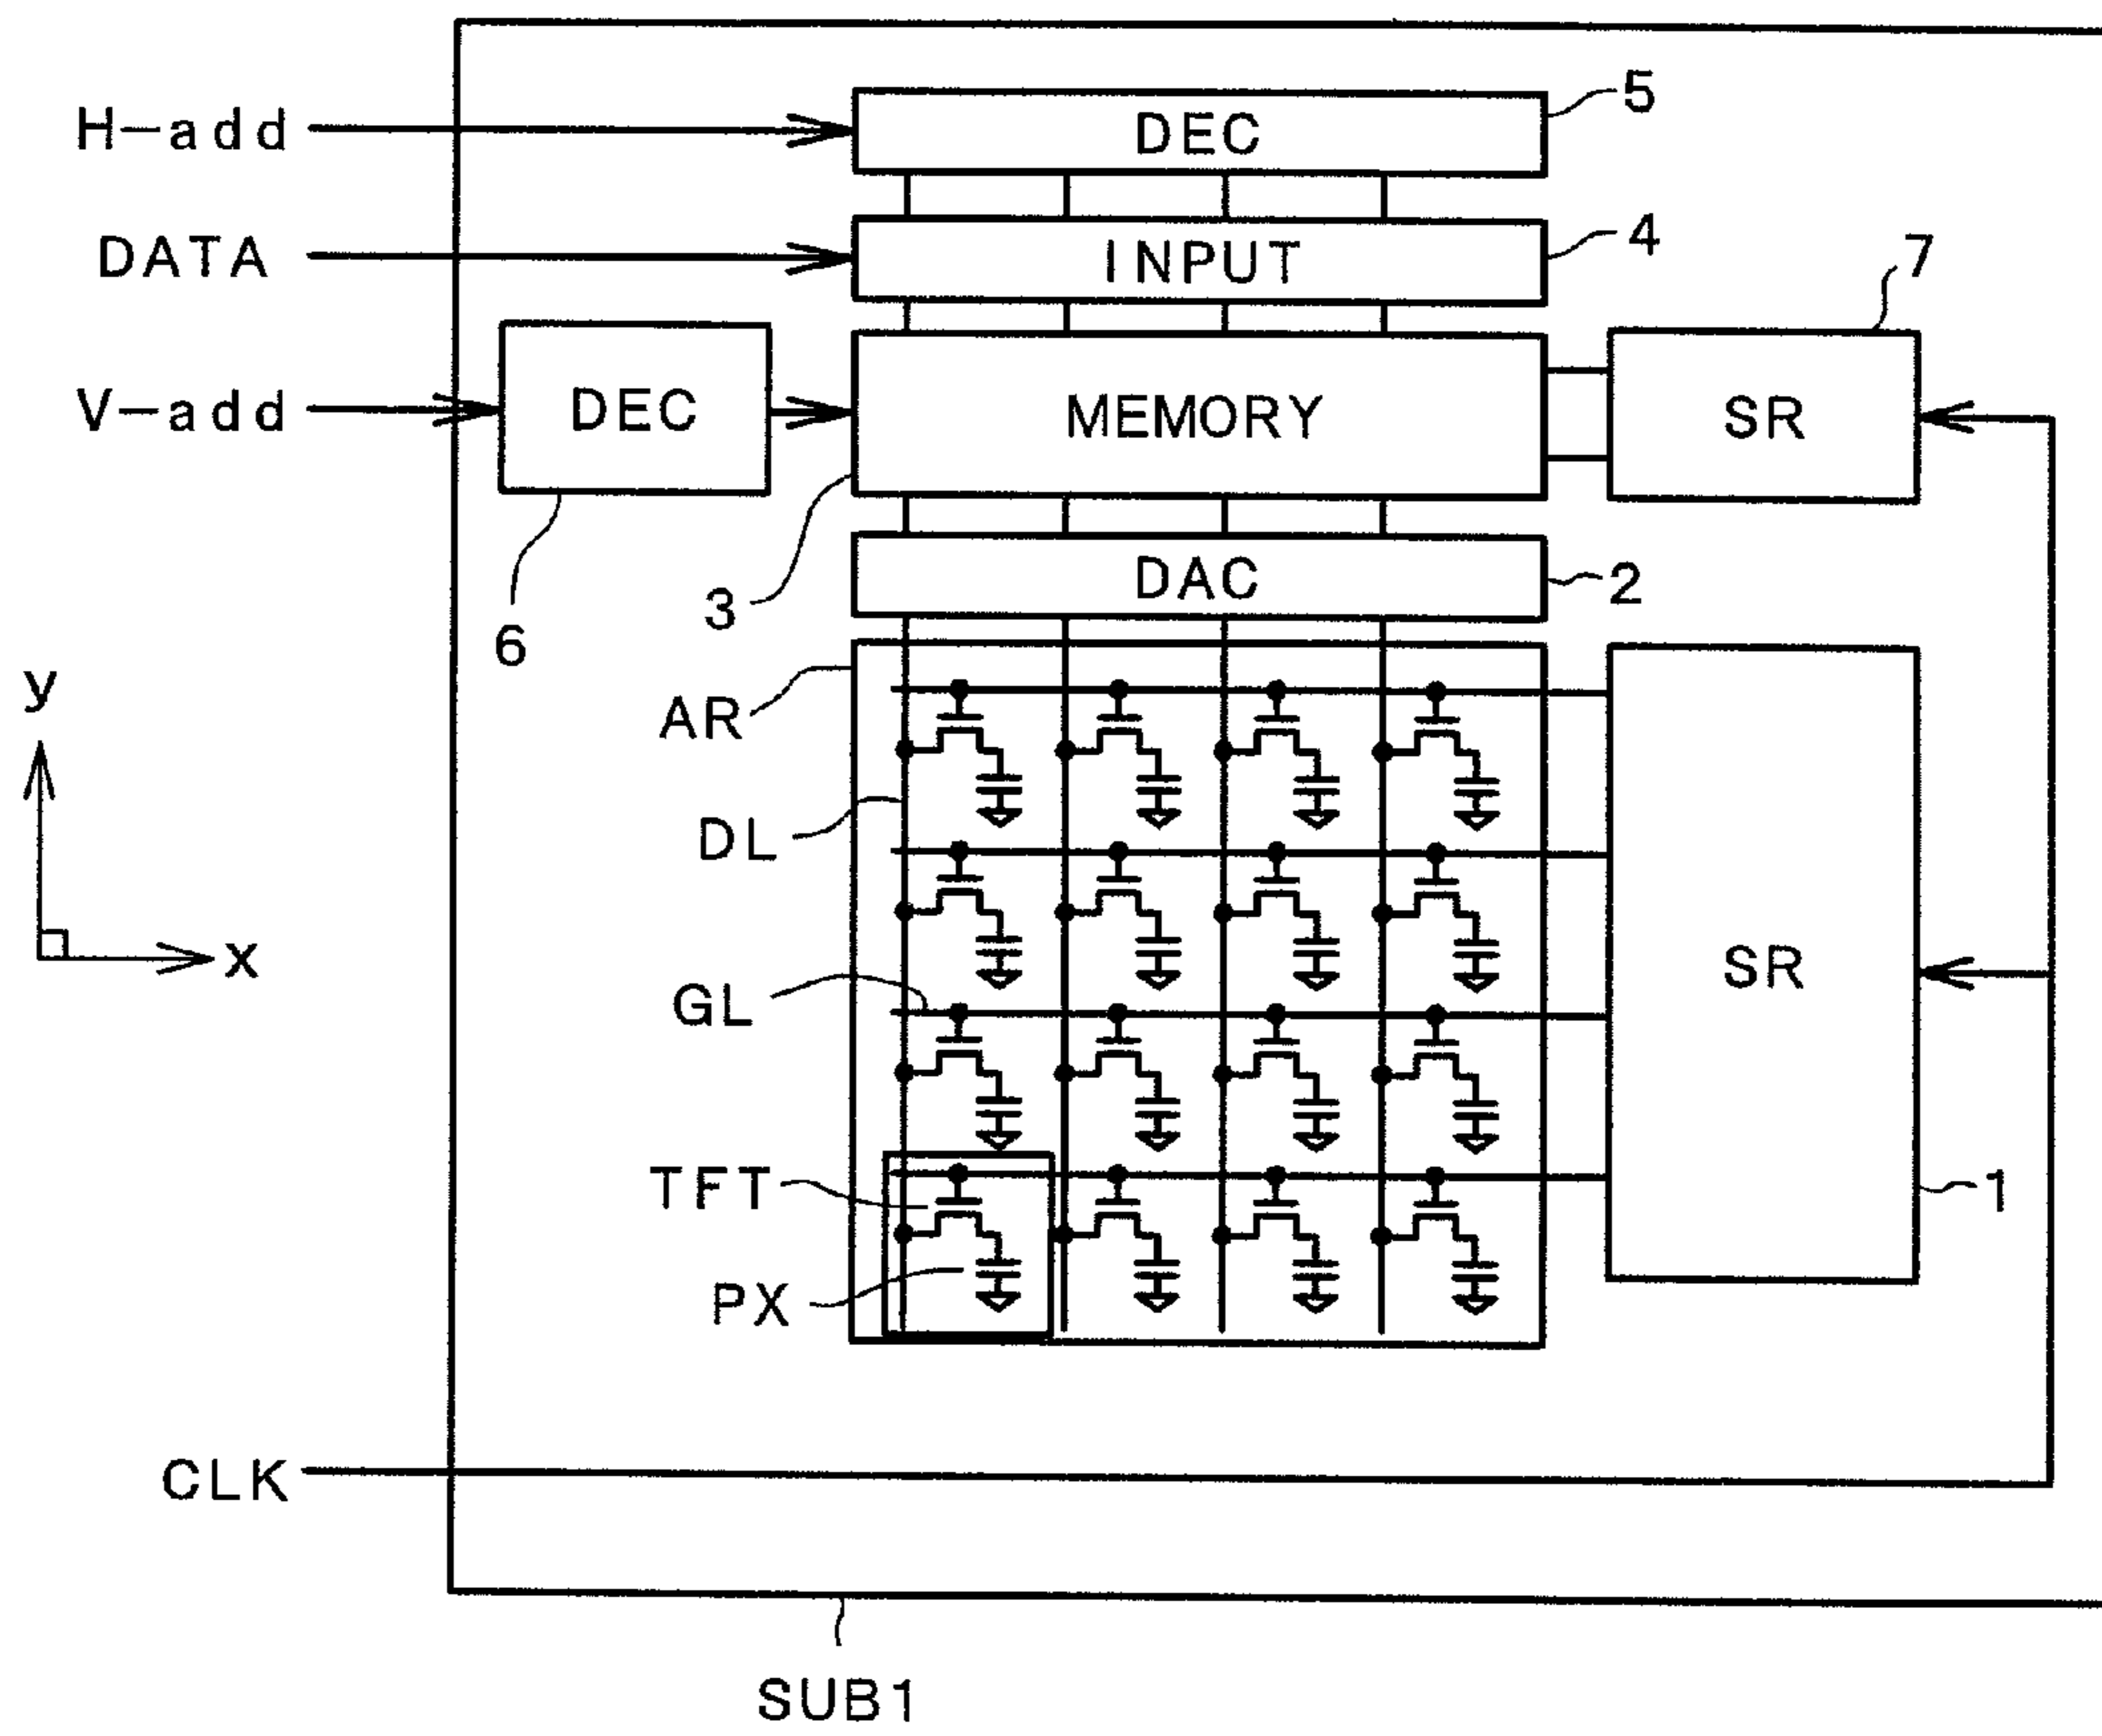 5
H-add
DEC
4
DATA
INPUT
7
V-add
DEC
MEMORY
SR
DAC
2
3
6
y
AR
DL
x
SR
GL
TFT
1
PX
CLK
SUB1